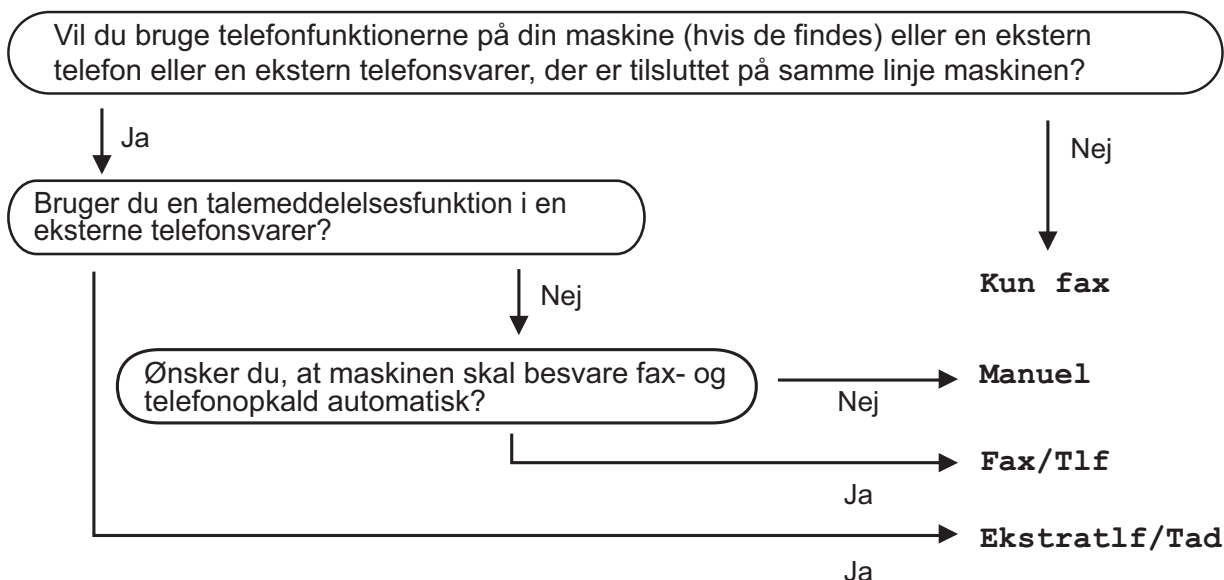 Vil du bruge telefonfunktionerne på din maskine (hvis de findes) eller en ekstern
telefon eller en ekstern telefonsvarer, der er tilsluttet på samme linje maskinen?
Ja
Nej
Bruger du en talemeddelelsesfunktion i en
eksterne telefonsvarer?
Kun fax
Nej
Ønsker du, at maskinen skal besvare fax- og
telefonopkald automatisk?
Nej
Manuel
Ja
Fax/Tlf
Ja
Ekstratlf/Tad